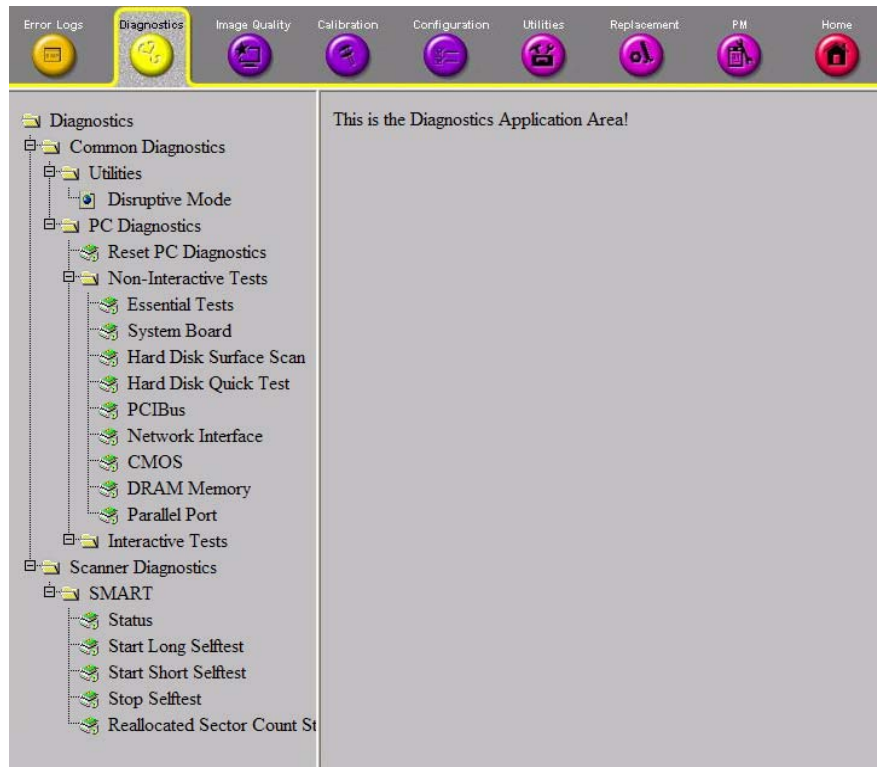 Error Logs
Diagnostics
Image Quality
Calibration
Configuration
Utilities
Replacement
PM
Home
Diagnostics
Common Diagnostics
Utilities
Disruptive Mode
PC Diagnostics
Reset PC Diagnostics
Non-Interactive Tests
Essential Tests
System Board
Hard Disk Surface Scan
Hard Disk Quick Test
PCIBus
Network Interface
CMOS
DRAM Memory
Parallel Port
Interactive Tests
Scanner Diagnostics
SMART
Status
Start Long Selftest
Start Short Selftest
Stop Selftest
Reallocated Sector Count St
This is the Diagnostics Application Area!